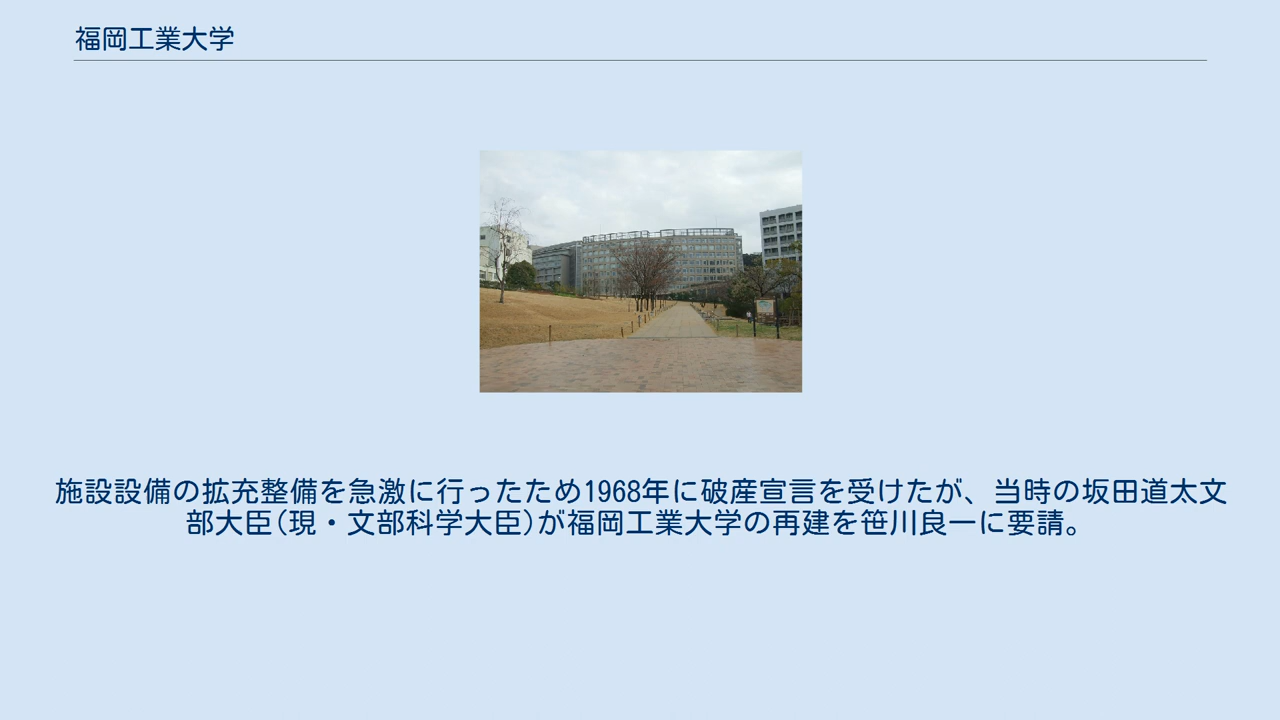 福岡工業大学
施設設備の拡充整備を急激に行ったため1968年に破産宣言を受けたが、当時の坂田道太文
部大臣(現・文部科学大臣)が福岡工業大学の再建を笹川良一に要請。